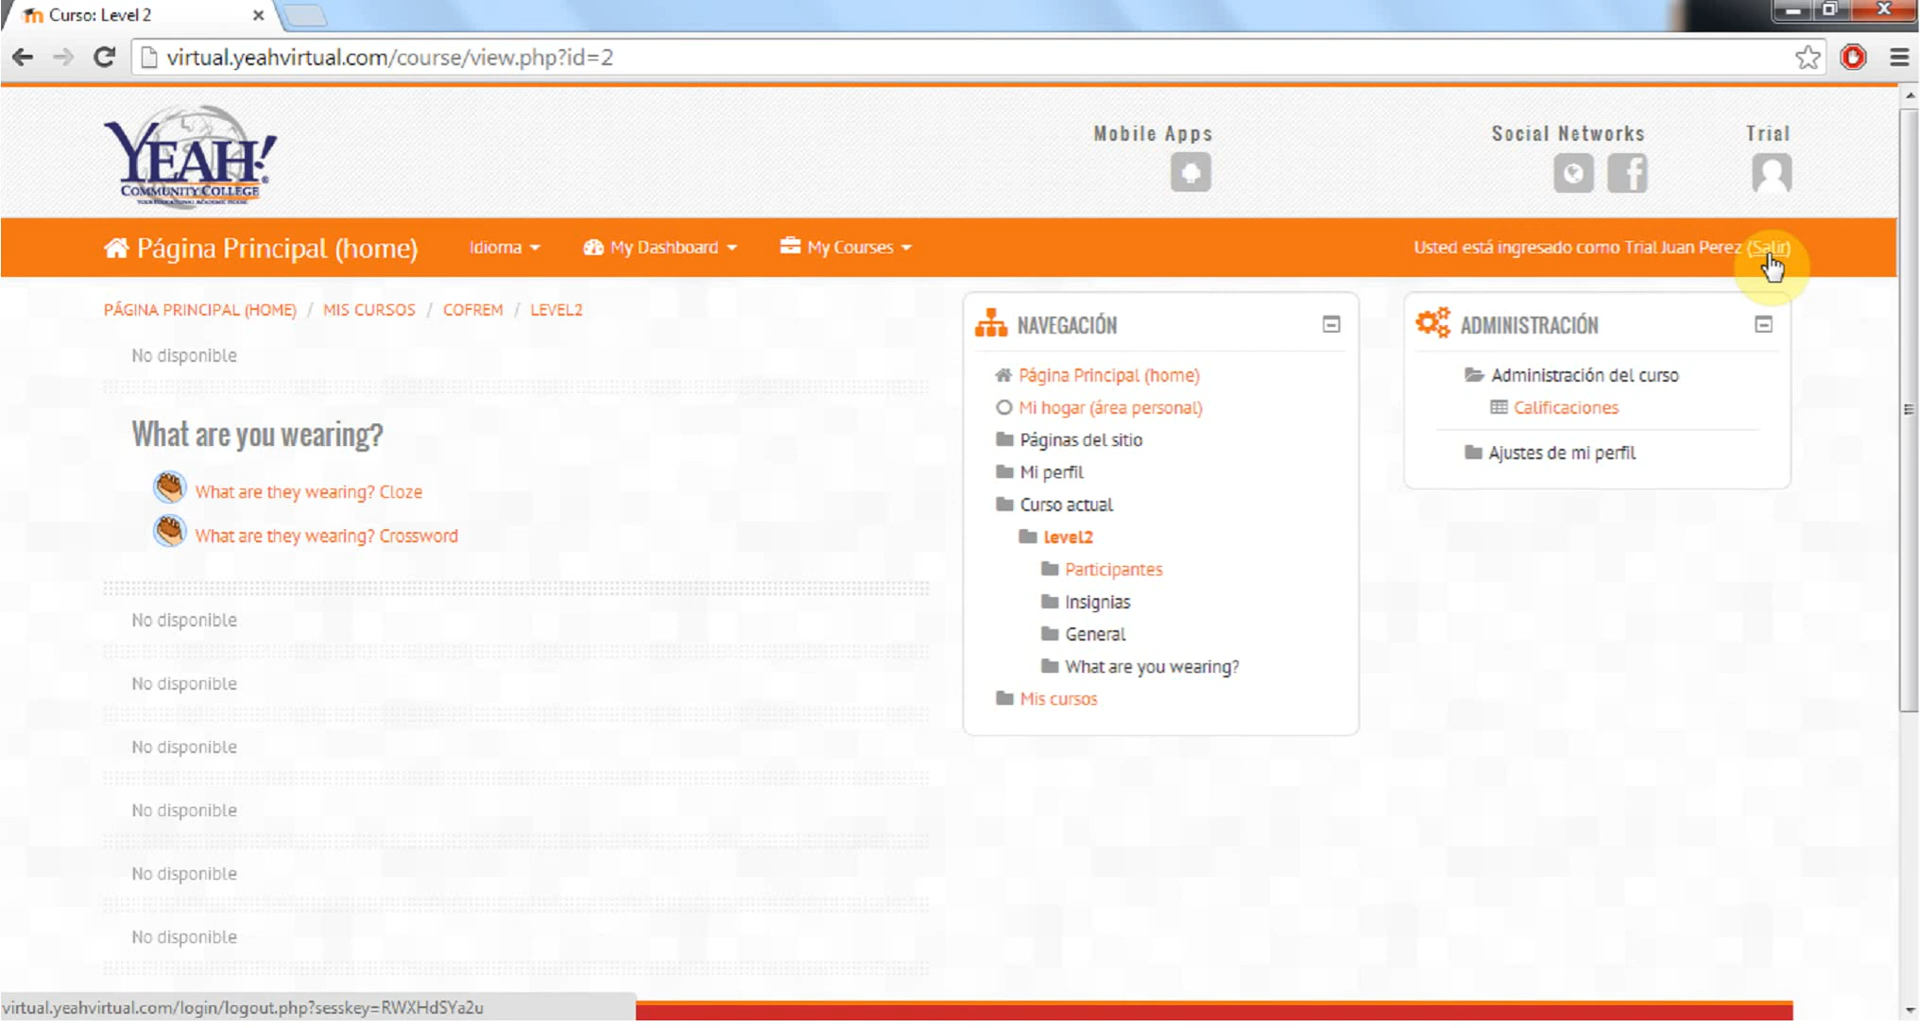 Curso: Level 2
virtual.yeahvirtual.com/course/view.php?id=2
YEAH!
COMMUNITY COLLEGE
YOUR EDUCATIONAL ACADEMIC HOUSE
Mobile Apps
Social Networks
Trial
Página Principal (home)
Idioma
My Dashboard
My Courses
Usted está ingresado como Trial Juan Perez (Salir)
PÁGINA PRINCIPAL (HOME) / MIS CURSOS / COFREM / LEVEL2
No disponible
What are you wearing?
What are they wearing? Cloze
What are they wearing? Crossword
No disponible
No disponible
No disponible
No disponible
No disponible
No disponible
NAVEGACIÓN
Página Principal (home)
Mi hogar (área personal)
Páginas del sitio
Mi perfil
Curso actual
level2
Participantes
Insignias
General
What are you wearing?
Mis cursos
ADMINISTRACIÓN
Administración del curso
Calificaciones
Ajustes de mi perfil
virtual.yeahvirtual.com/login/logout.php?sesskey=RWXHdSYa2u